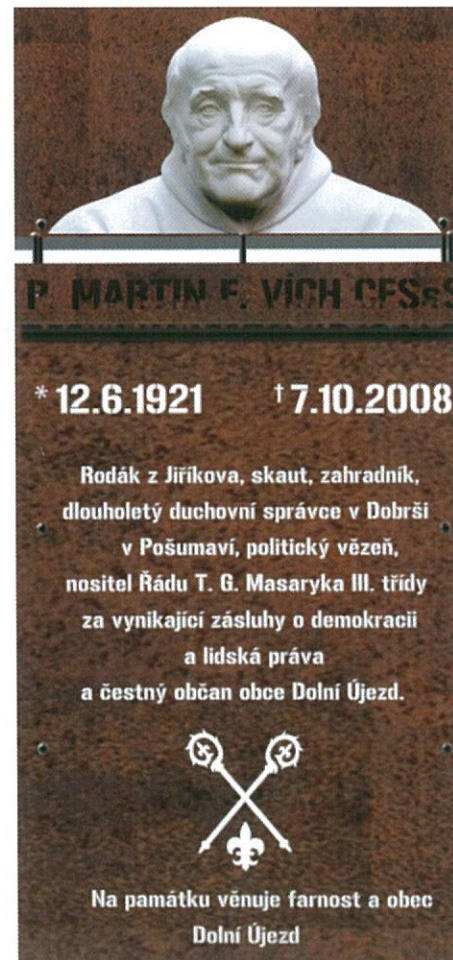 P. MARTIN F. VÍCH CFSsS
* 12.6.1921 † 7.10.2008
Rodák z Jiříkova, skaut, zahradník,
dlouholetý duchovní správce v Dobrši
v Pošumaví, politický vězeň,
nositel Řádu T. G. Masaryka III. třídy
za vynikající zásluhy o demokracii
a lidská práva
a čestný občan obce Dolní Újezd.
Na památku věnuje farnost a obec
Dolní Újezd